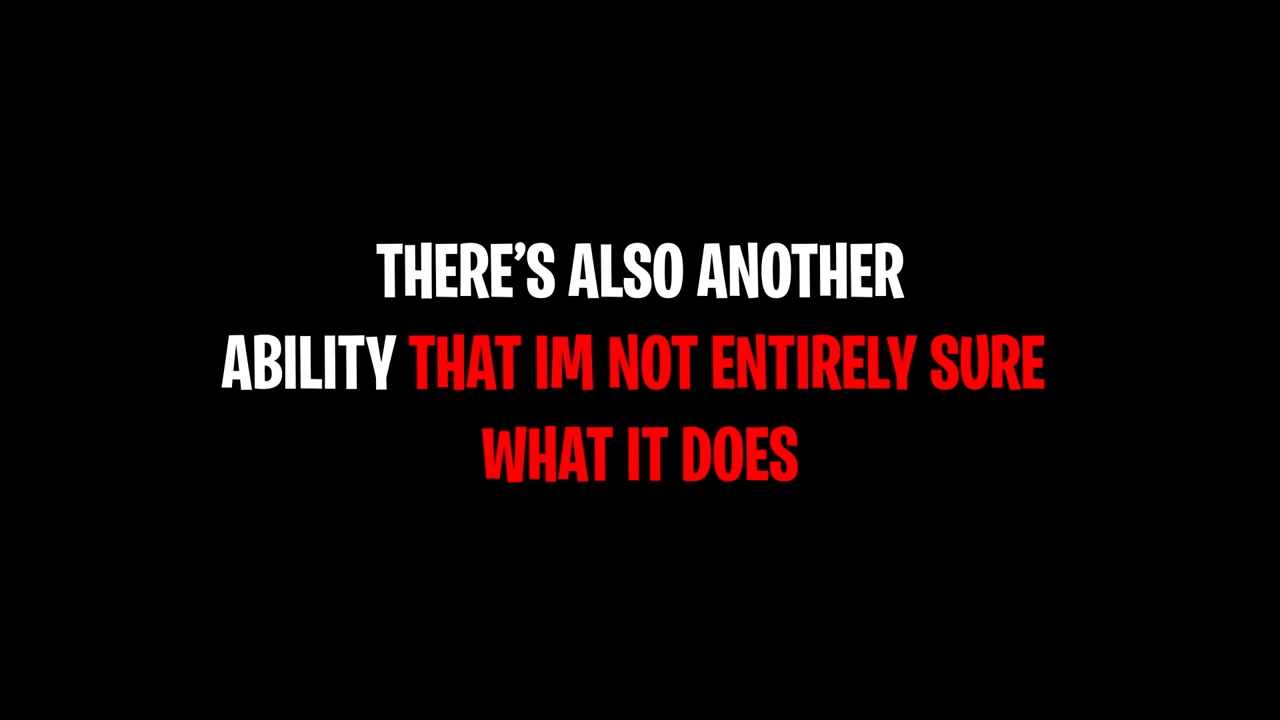 THERE’S ALSO ANOTHER
ABILITY THAT IM NOT ENTIRELY SURE
WHAT IT DOES